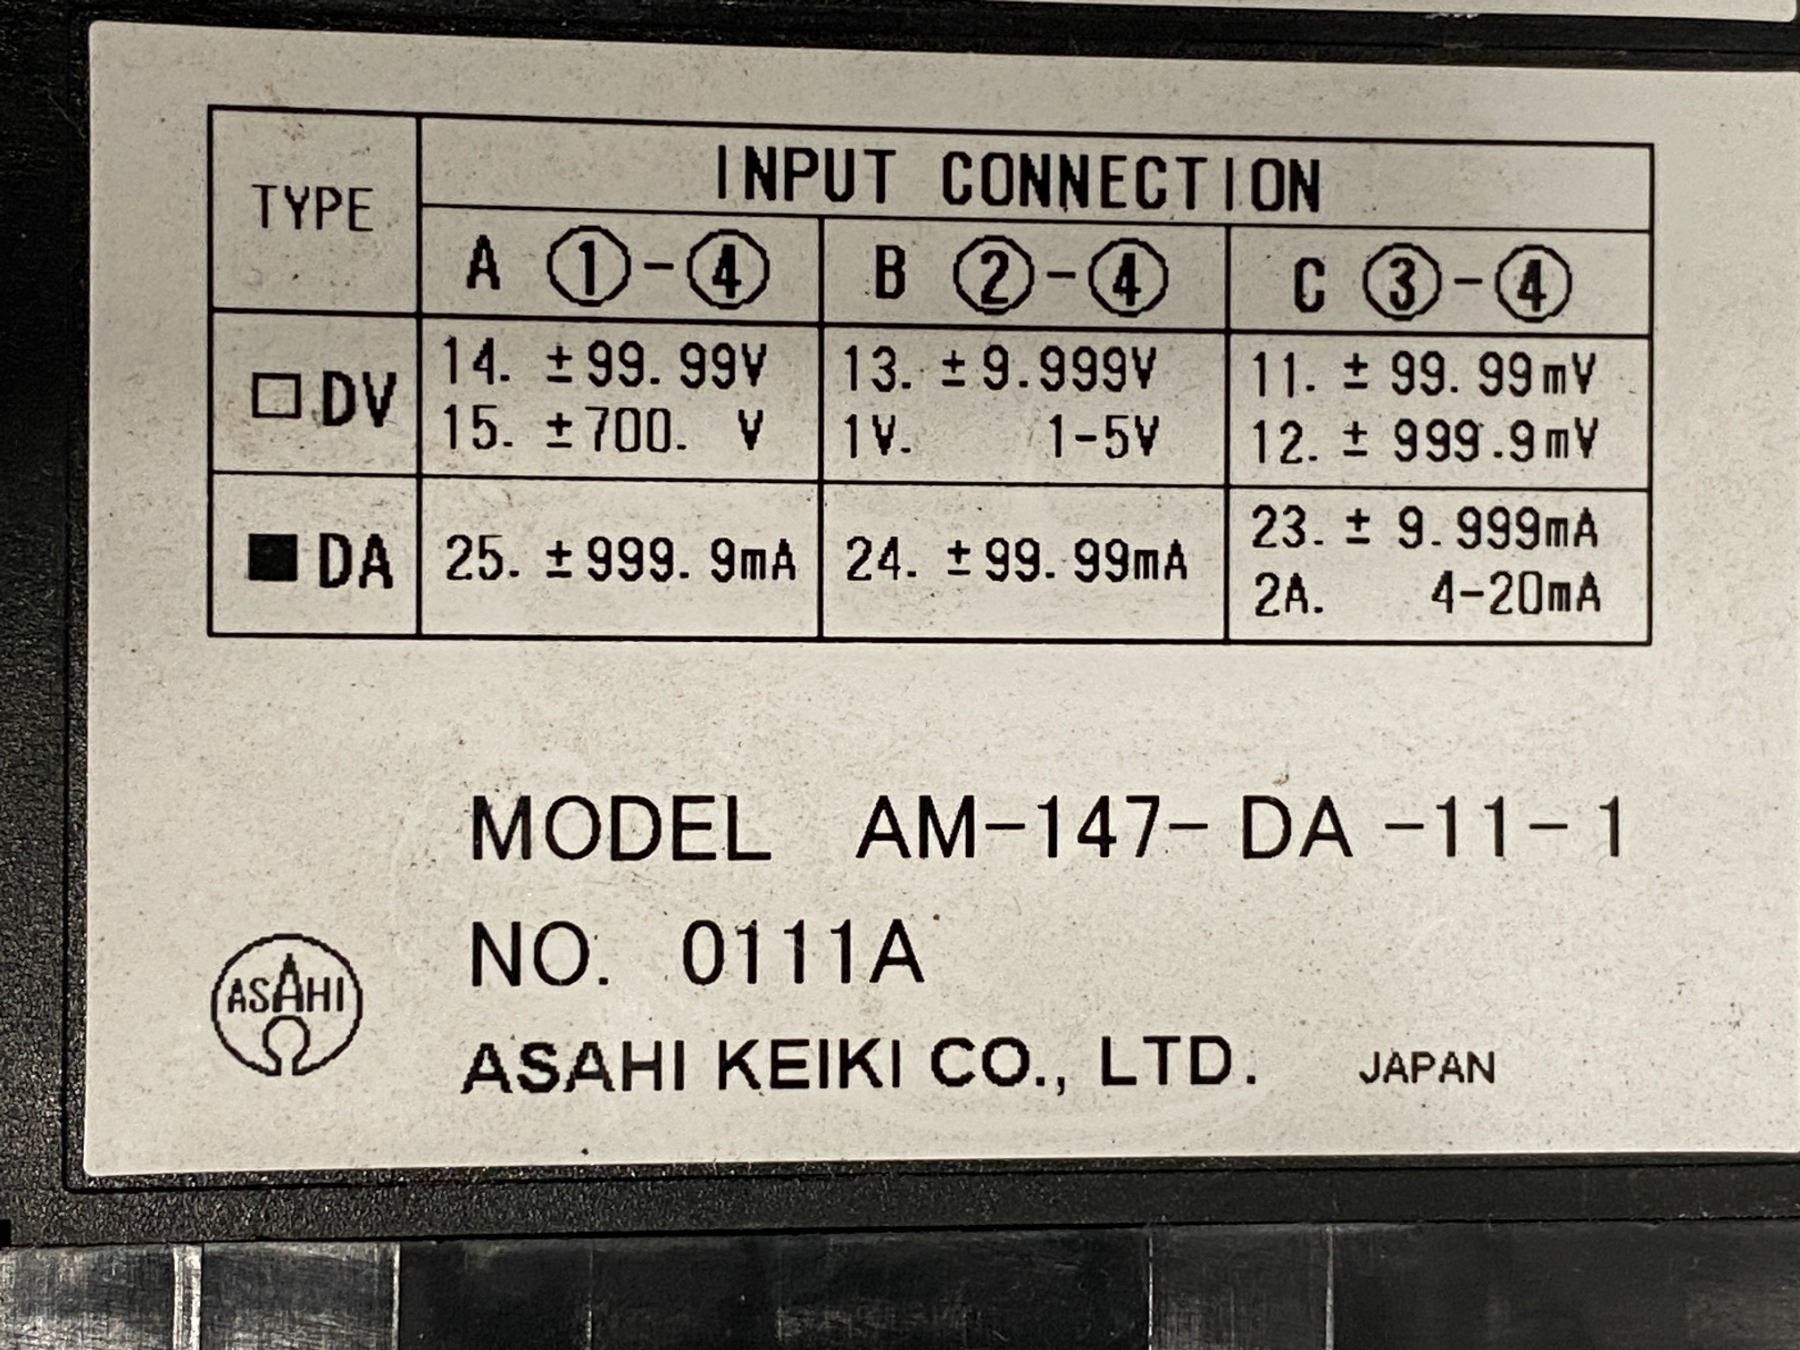 TYPE
INPUT CONNECTION
A ①-④
B ②-④
C ③-④
□ DV
14. ±99.99V
15. ±700. V
13. ±9.999V
1V. 1-5V
11. ±99.99mV
12. ±999.9mV
■ DA
25. ±999.9mA
24. ±99.99mA
23. ±9.999mA
2A. 4-20mA
MODEL AM-147-DA-11-1
NO. 0111A
ASAHI
ASAHI KEIKI CO., LTD. JAPAN